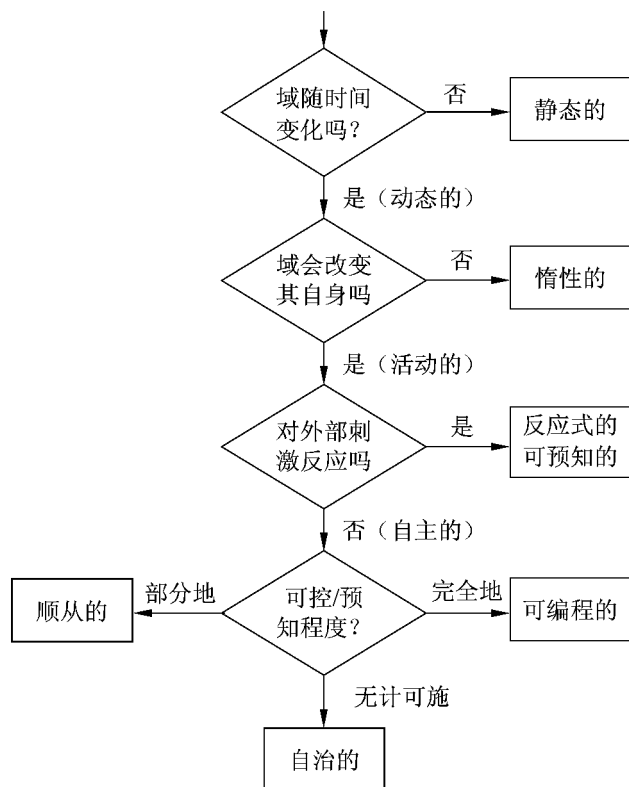 域随时间
变化吗？
否
静态的
是（动态的）
域会改变
其自身吗
否
惰性的
是（活动的）
对外部刺
激反应吗
是
反应式的
可预知的
否（自主的）
顺从的
部分地
可控/预
知程度？
完全地
可编程的
无计可施
自治的